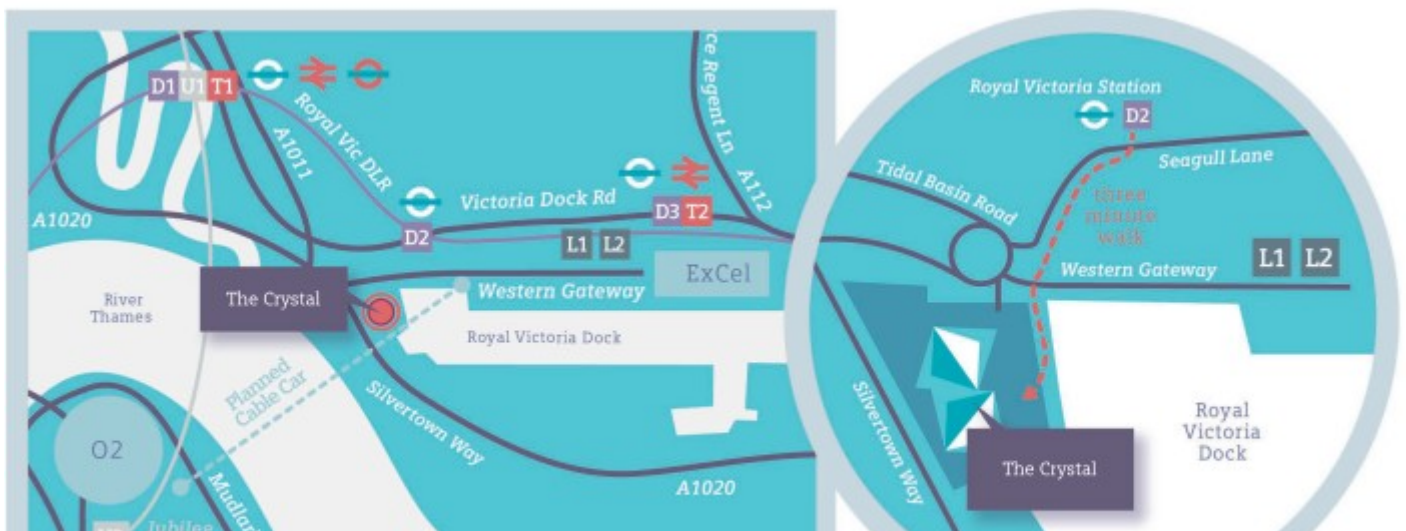 D1 U1 T1
Royal Vic DLR
A1011
A1020
Victoria Dock Rd
D2
D3 T2
L1 L2
Regent Ln
A112
ExCel
Western Gateway
The Crystal
River
Thames
Royal Victoria Dock
Planned
Cable Car
Silvertown Way
A1020
O2
Jubilee
Royal Victoria Station
D2
Seagull Lane
Tidal Basin Road
three
minute
walk
Western Gateway
L1 L2
Silvertown Way
The Crystal
Royal
Victoria
Dock